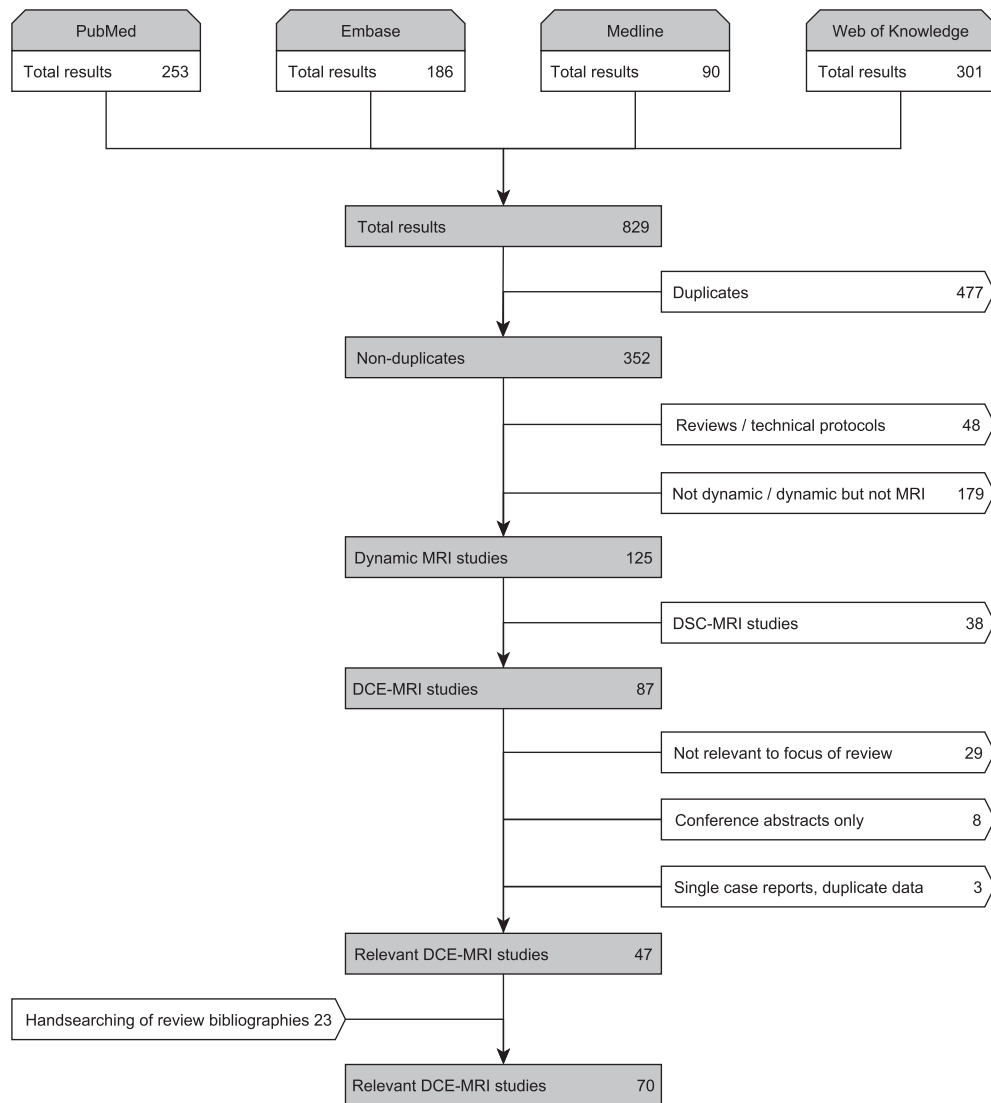 PubMed
Total results 253
Embase
Total results 186
Medline
Total results 90
Web of Knowledge
Total results 301
Total results 829
Duplicates 477
Non-duplicates 352
Reviews / technical protocols 48
Not dynamic / dynamic but not MRI 179
Dynamic MRI studies 125
DSC-MRI studies 38
DCE-MRI studies 87
Not relevant to focus of review 29
Conference abstracts only 8
Single case reports, duplicate data 3
Relevant DCE-MRI studies 47
Handsearching of review bibliographies 23
Relevant DCE-MRI studies 70